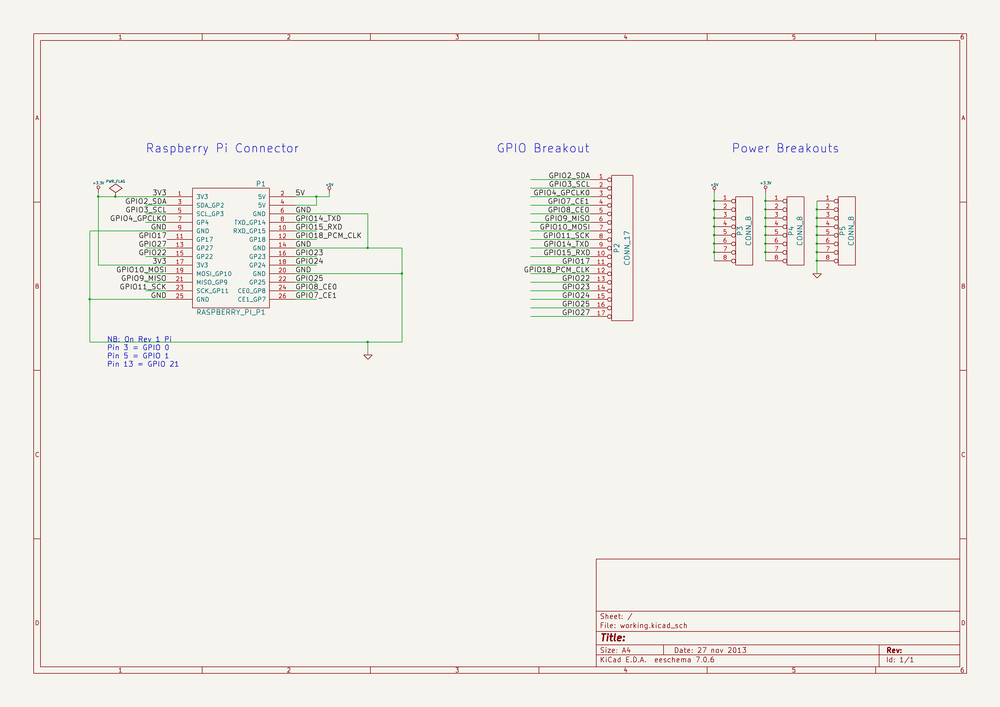 1 2 3 4 5 6
A A
B B
C C
D D
1 2 3 4 5 6
Raspberry Pi Connector
GPIO Breakout
Power Breakouts
+3.3V PWR_FLAG +5V
P1
3V3 1 3V3 5V 2 5V
GPIO2_SDA 3 SDA_GP2 5V 4
GPIO3_SCL 5 SCL_GP3 GND 6 GND
GPIO4_GPCLK0 7 GP4 TXD_GP14 8 GPIO14_TXD
GND 9 GND RXD_GP15 10 GPIO15_RXD
GPIO17 11 GP17 GP18 12 GPIO18_PCM_CLK
GPIO27 13 GP27 GND 14 GND
GPIO22 15 GP22 GP23 16 GPIO23
3V3 17 3V3 GP24 18 GPIO24
GPIO10_MOSI 19 MOSI_GP10 GND 20 GND
GPIO9_MISO 21 MISO_GP9 GP25 22 GPIO25
GPIO11_SCK 23 SCK_GP11 CE0_GP8 24 GPIO8_CE0
GND 25 GND CE1_GP7 26 GPIO7_CE1
RASPBERRY_PI_P1
NB: On Rev 1 Pi
Pin 3 = GPIO 0
Pin 5 = GPIO 1
Pin 13 = GPIO 21
GPIO2_SDA 1
GPIO3_SCL 2
GPIO4_GPCLK0 3
GPIO7_CE1 4
GPIO8_CE0 5
GPIO9_MISO 6
GPIO10_MOSI 7
GPIO11_SCK 8
GPIO14_TXD 9
GPIO15_RXD 10
GPIO17 11
GPIO18_PCM_CLK 12
GPIO22 13
GPIO23 14
GPIO24 15
GPIO25 16
GPIO27 17
P2
CONN_17
+5V
1
2
3
4
5
6
7
8
P3
CONN_8
+3.3V
1
2
3
4
5
6
7
8
P4
CONN_8
1
2
3
4
5
6
7
8
P5
CONN_8
Sheet: /
File: working.kicad_sch
Title:
Size: A4 Date: 27 nov 2013 Rev:
KiCad E.D.A. eeschema 7.0.6 Id: 1/1